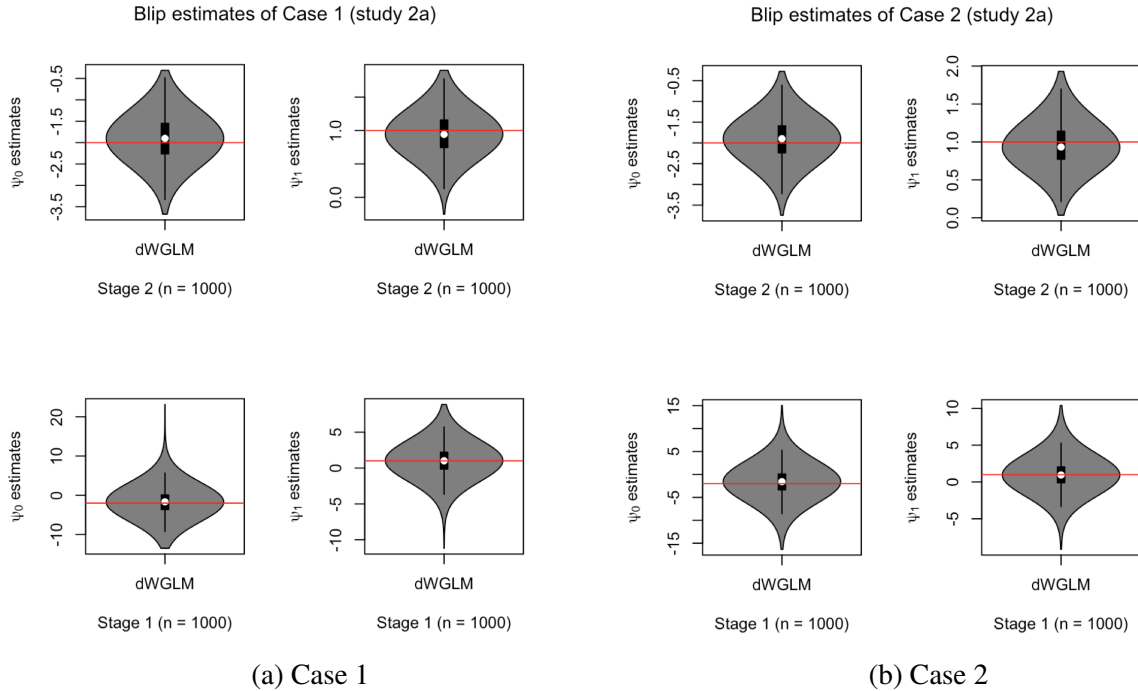 Blip estimates of Case 1 (study 2a)
ψ0 estimates
-3.5 -2.5 -1.5 -0.5
dWGLM
Stage 2 (n = 1000)
ψ1 estimates
0.0 1.0
dWGLM
Stage 2 (n = 1000)
ψ0 estimates
-10 0 10 20
dWGLM
Stage 1 (n = 1000)
ψ1 estimates
-10 0 5
dWGLM
Stage 1 (n = 1000)
(a) Case 1
Blip estimates of Case 2 (study 2a)
ψ0 estimates
-3.5 -2.5 -1.5 -0.5
dWGLM
Stage 2 (n = 1000)
ψ1 estimates
0.0 0.5 1.0 1.5 2.0
dWGLM
Stage 2 (n = 1000)
ψ0 estimates
-15 -5 5 15
dWGLM
Stage 1 (n = 1000)
ψ1 estimates
-5 0 5 10
dWGLM
Stage 1 (n = 1000)
(b) Case 2